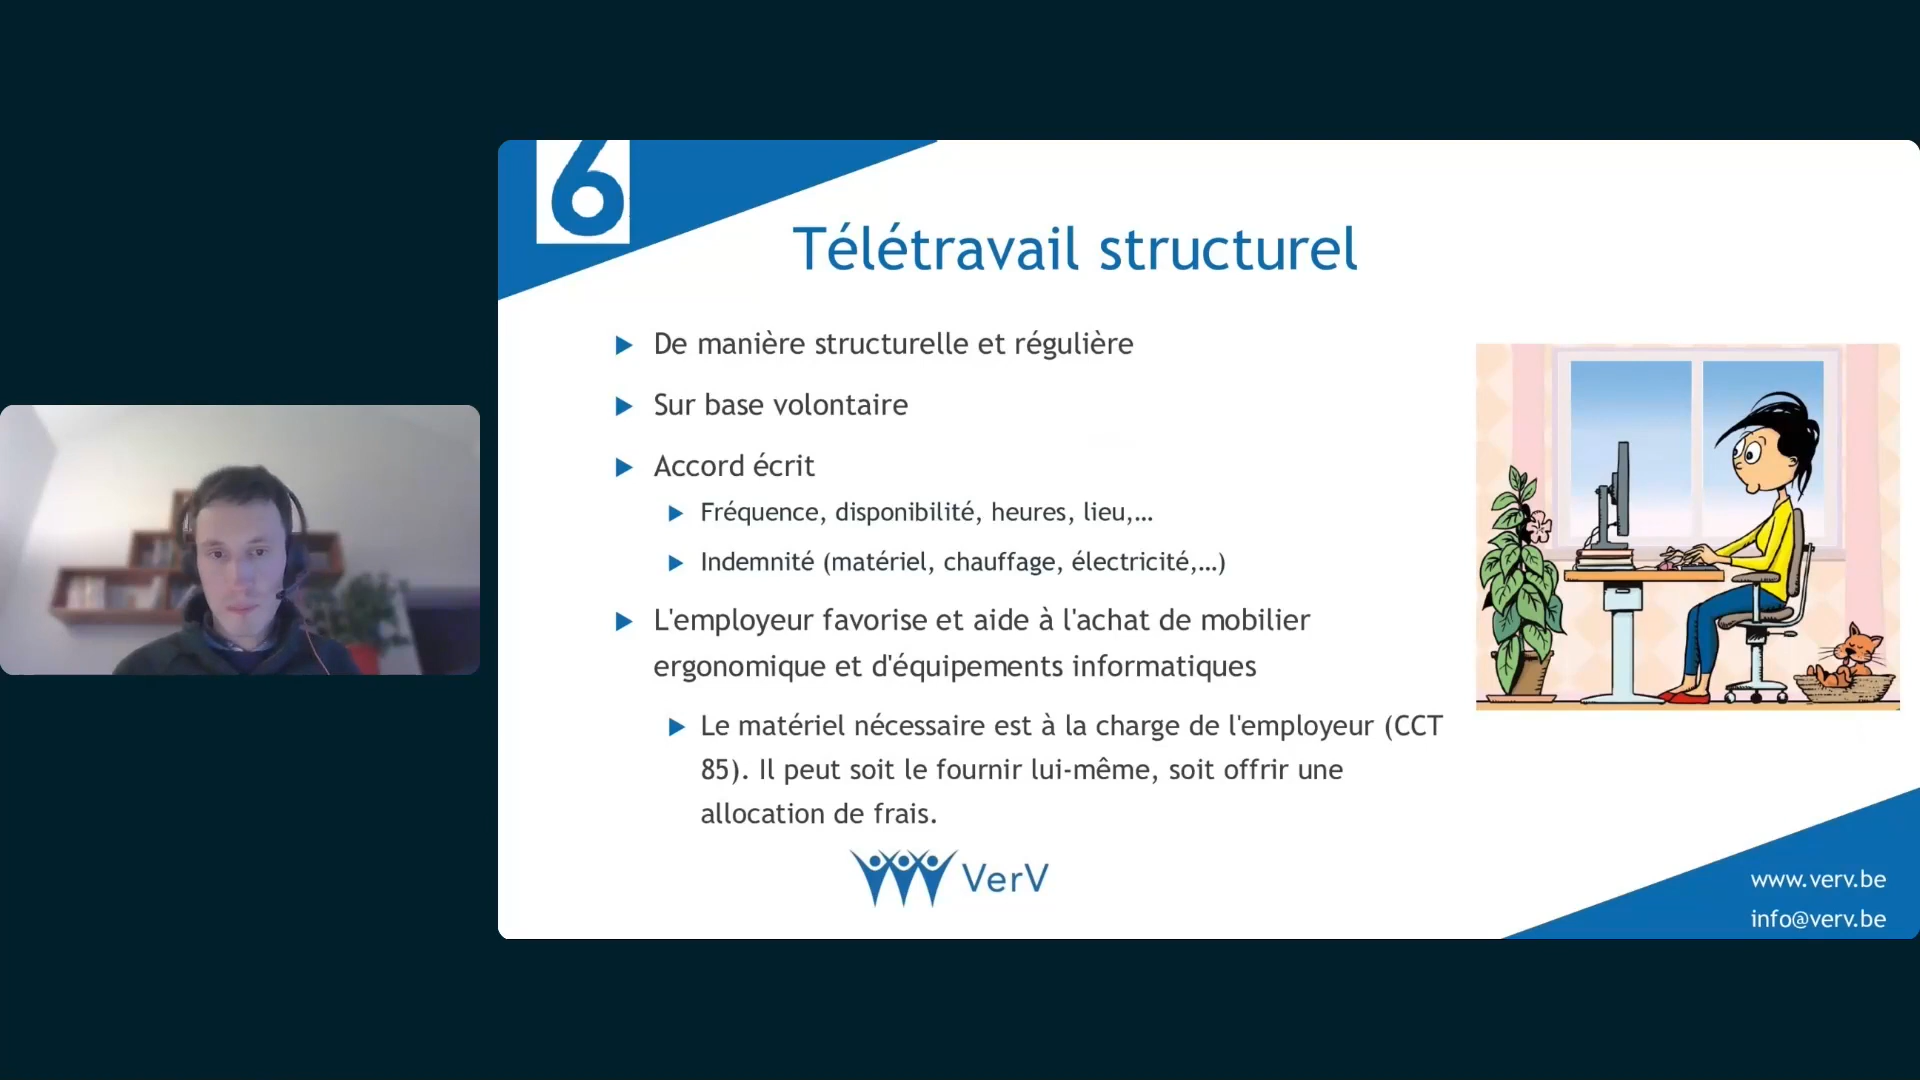 6
Télétravail structurel
De manière structurelle et régulière
Sur base volontaire
Accord écrit
Fréquence, disponibilité, heures, lieu,...
Indemnité (matériel, chauffage, électricité,...)
L'employeur favorise et aide à l'achat de mobilier
ergonomique et d'équipements informatiques
Le matériel nécessaire est à la charge de l'employeur (CCT
85). Il peut soit le fournir lui-même, soit offrir une
allocation de frais.
VerV
www.verv.be
info@verv.be